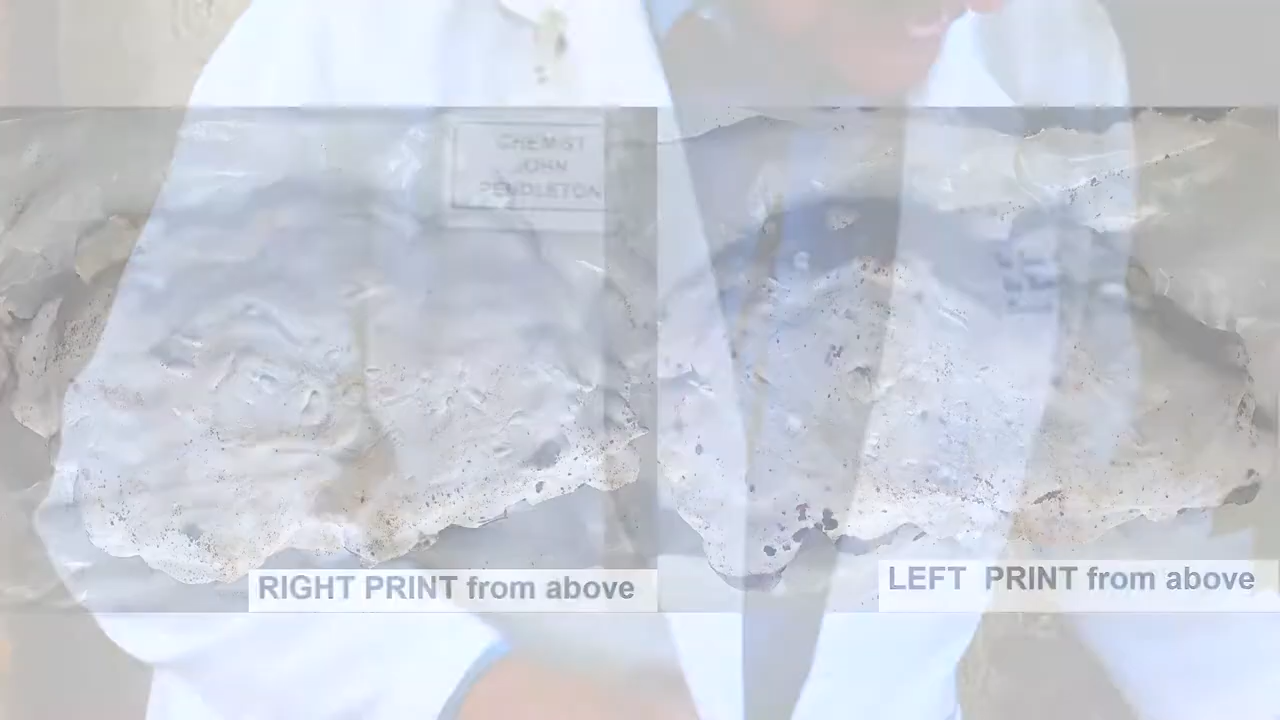 CHEMIST
JOHN
PENDLETON
RIGHT PRINT from above
LEFT PRINT from above